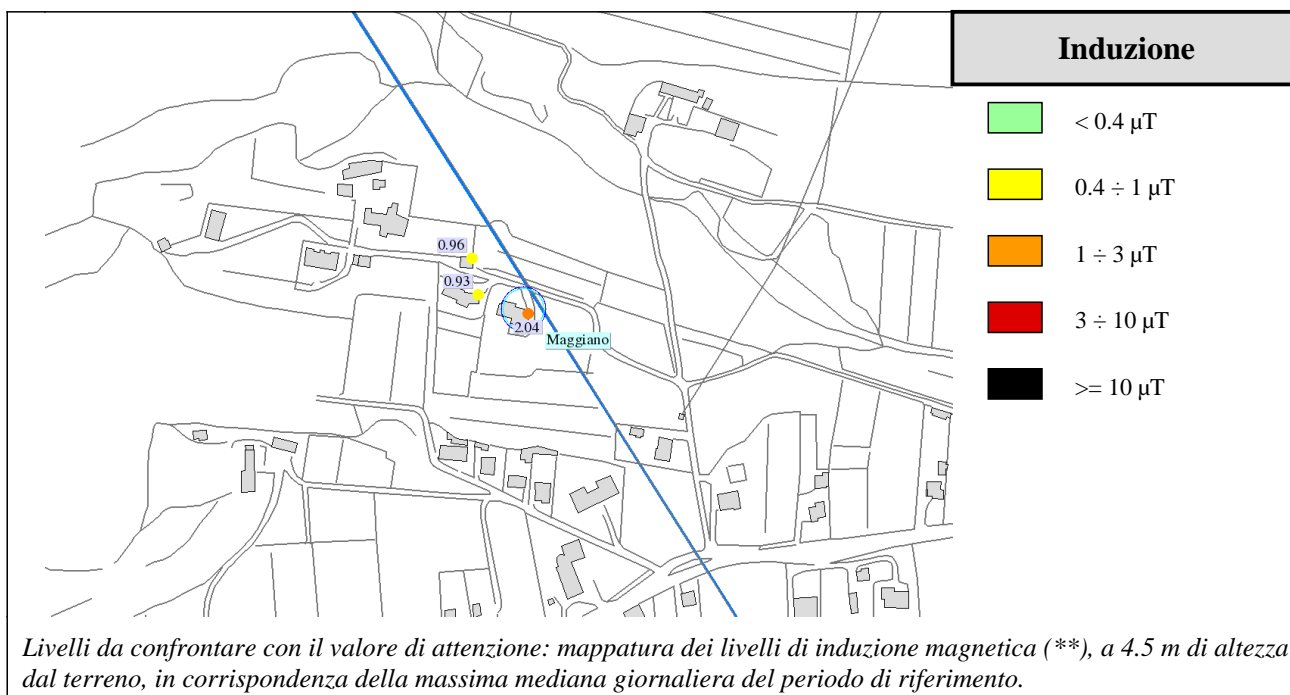 Induzione
< 0.4 µT
0.4 ÷ 1 µT
1 ÷ 3 µT
3 ÷ 10 µT
>= 10 µT
0.96
0.93
2.04
Maggiano
Livelli da confrontare con il valore di attenzione: mappatura dei livelli di induzione magnetica (**), a 4.5 m di altezza
dal terreno, in corrispondenza della massima mediana giornaliera del periodo di riferimento.